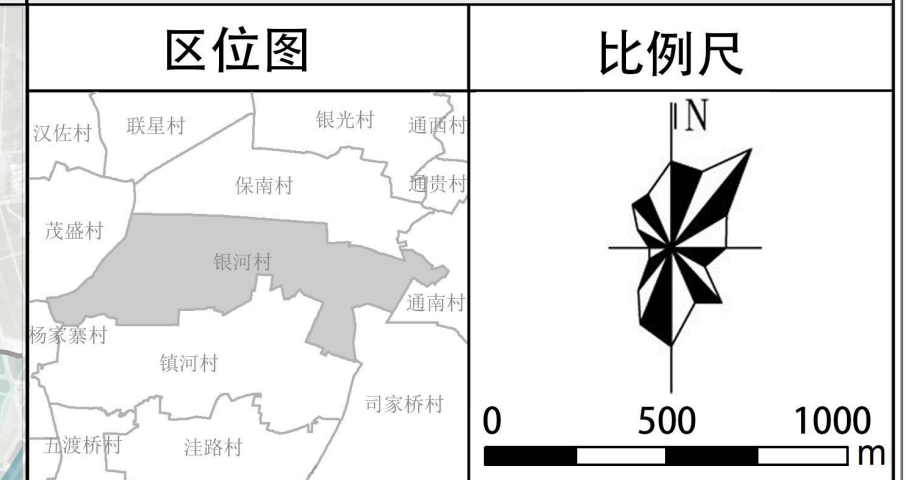 区位图
比例尺
汉佐村
联星村
银光村
通西村
保南村
通贵村
茂盛村
银河村
通南村
杨家寨村
镇河村
司家桥村
五渡桥村
洼路村
N
0 500 1000
m